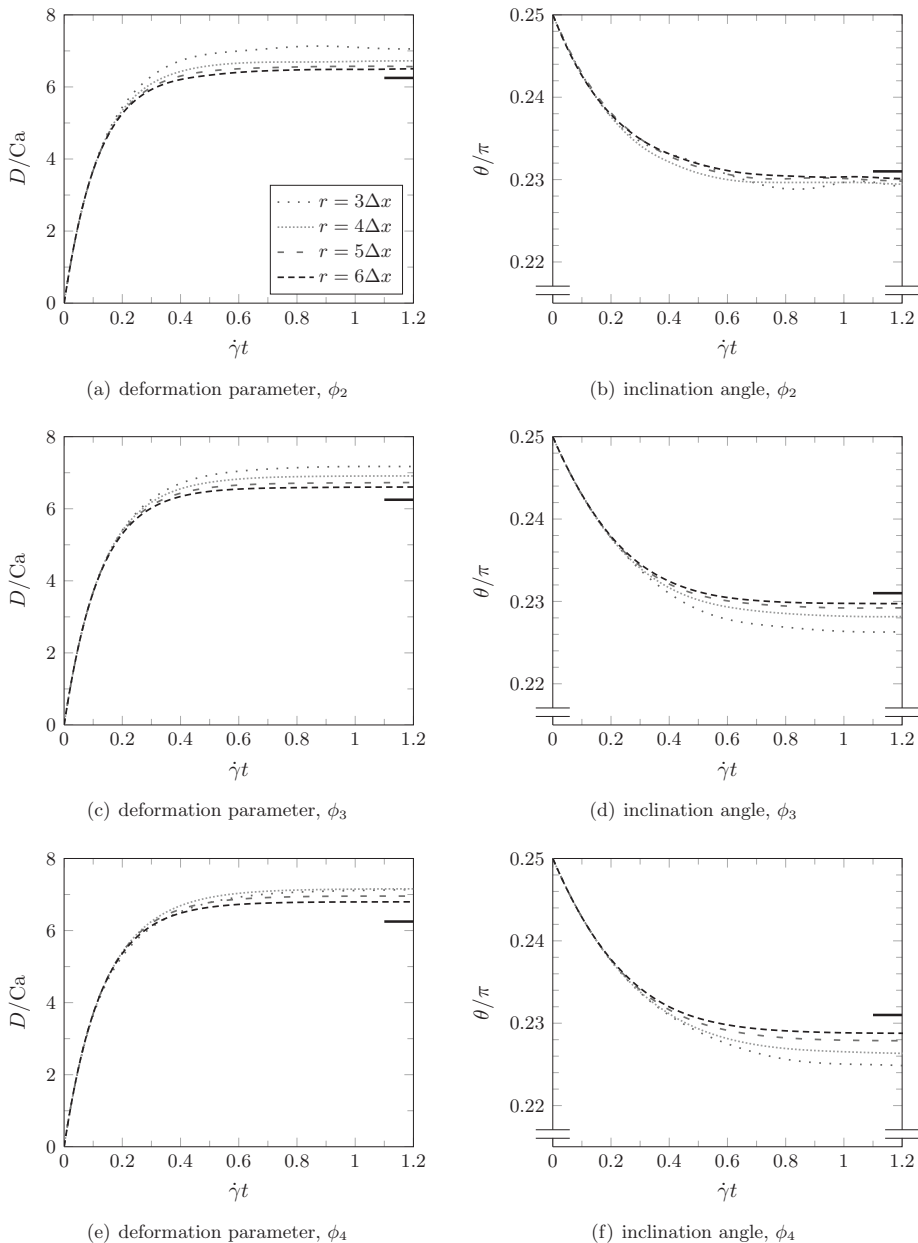 8
6
4
2
0
D/Ca
r = 3Δx
r = 4Δx
r = 5Δx
r = 6Δx
0 0.2 0.4 0.6 0.8 1 1.2
γ̇t
(a) deformation parameter, ϕ₂
0.25
0.24
0.23
0.22
θ/π
0 0.2 0.4 0.6 0.8 1 1.2
γ̇t
(b) inclination angle, ϕ₂
8
6
4
2
0
D/Ca
0 0.2 0.4 0.6 0.8 1 1.2
γ̇t
(c) deformation parameter, ϕ₃
0.25
0.24
0.23
0.22
θ/π
0 0.2 0.4 0.6 0.8 1 1.2
γ̇t
(d) inclination angle, ϕ₃
8
6
4
2
0
D/Ca
0 0.2 0.4 0.6 0.8 1 1.2
γ̇t
(e) deformation parameter, ϕ₄
0.25
0.24
0.23
0.22
θ/π
0 0.2 0.4 0.6 0.8 1 1.2
γ̇t
(f) inclination angle, ϕ₄